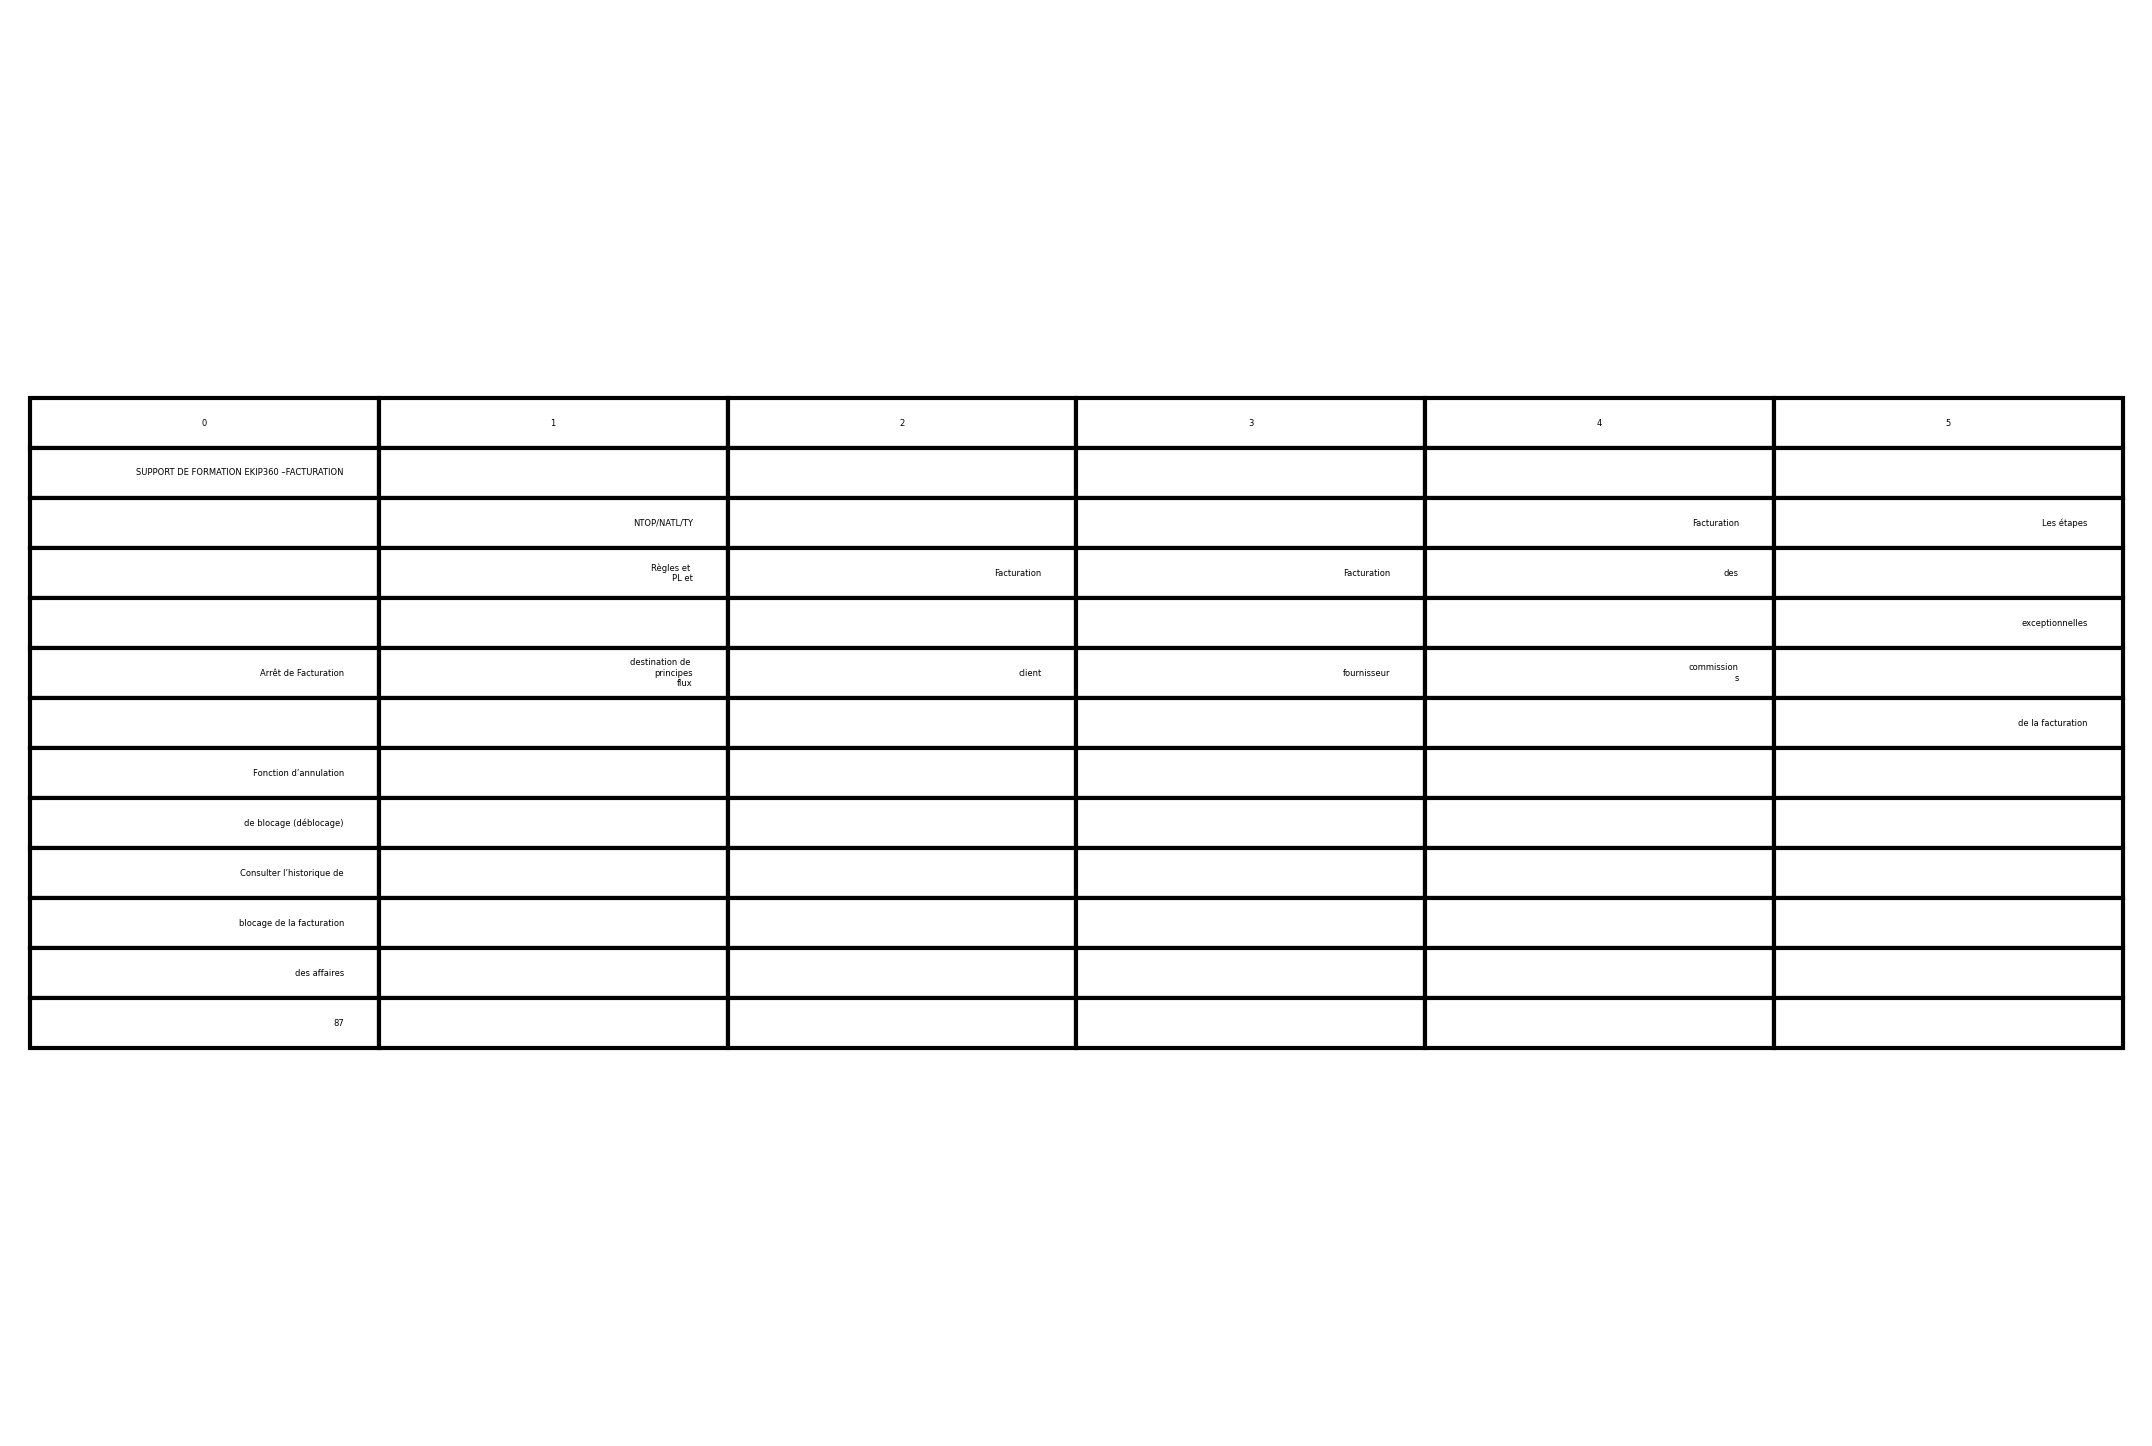 0 1 2 3 4 5
SUPPORT DE FORMATION EKIP360 –FACTURATION
NTOP/NATL/TY Facturation Les étapes
Règles et
PL et Facturation Facturation des
exceptionnelles
Arrêt de Facturation destination de
principes
flux client fournisseur commission
s
de la facturation
Fonction d’annulation
de blocage (déblocage)
Consulter l’historique de
blocage de la facturation
des affaires
87